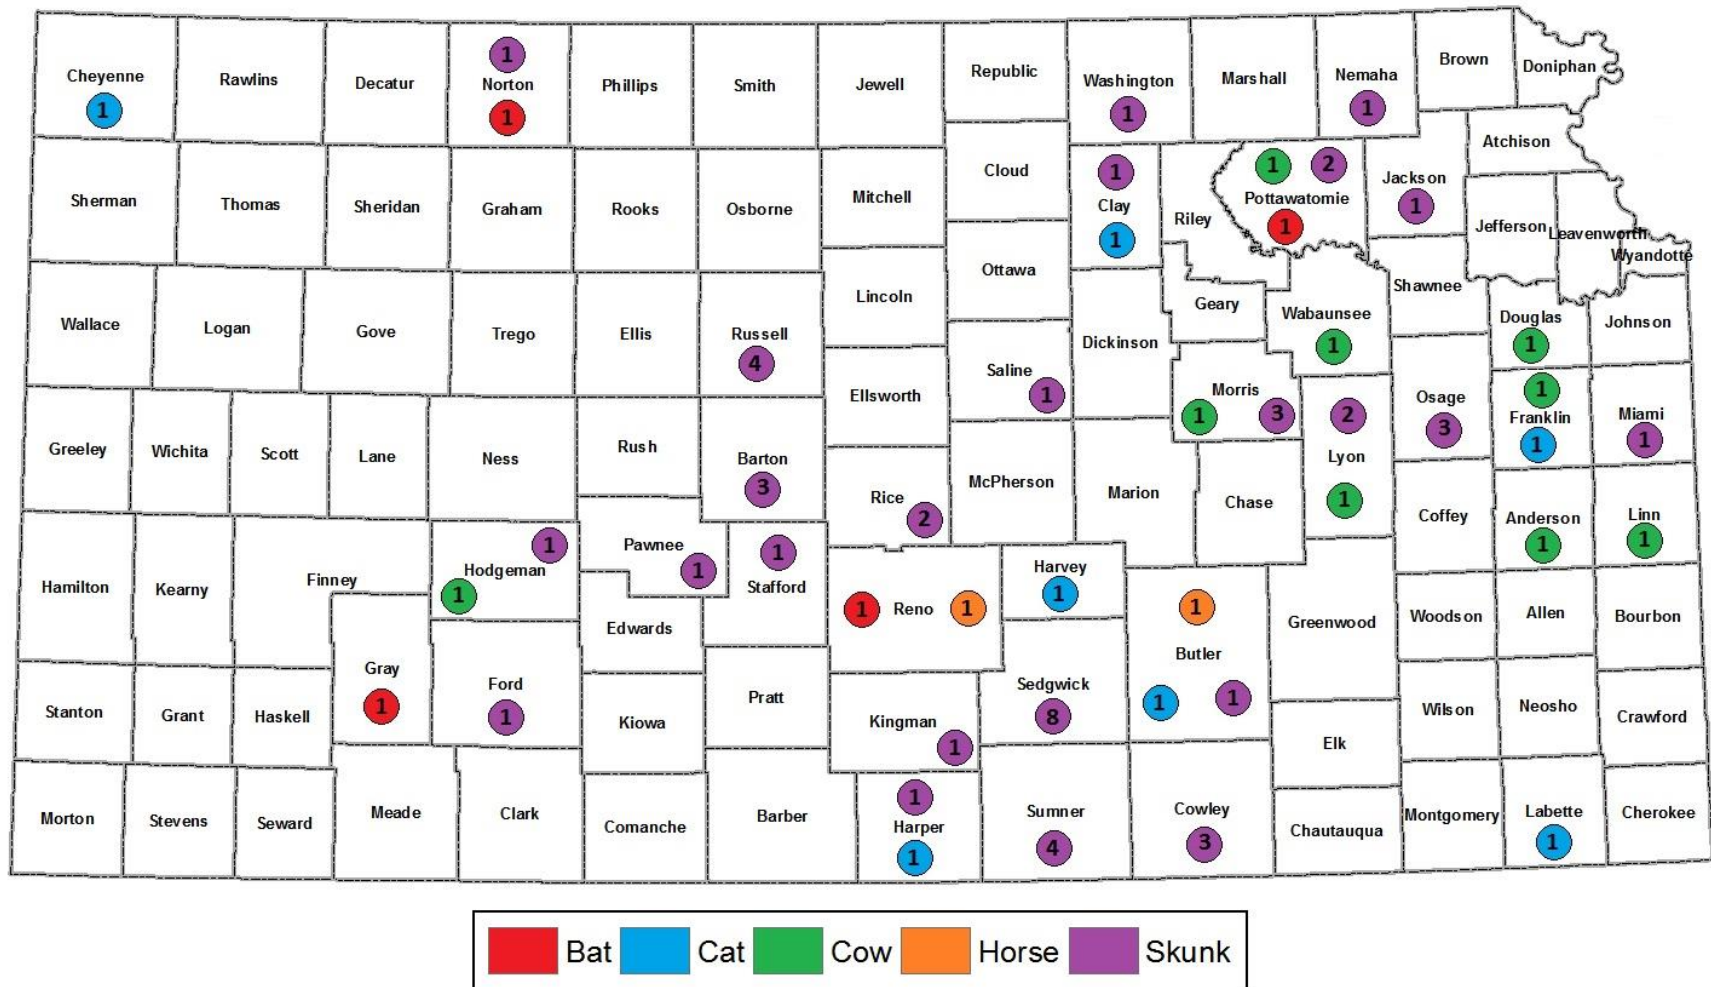 Cheyenne
1
Rawlins
Decatur
1
Norton
1
Phillips
Smith
Jewell
Republic
Washington
1
Marshall
Nemaha
1
Brown
Doniphan
Sherman
Thomas
Sheridan
Graham
Rooks
Osborne
Mitchell
Cloud
1
Clay
1
Riley
1
2
Pottawatomie
1
Jackson
1
Atchison
Jefferson
Leavenworth
Wyandotte
Wallace
Logan
Gove
Trego
Ellis
Russell
4
Lincoln
Ottawa
Dickinson
Geary
Wabaunsee
1
Shawnee
Douglas
1
Johnson
Greeley
Wichita
Scott
Lane
Ness
Rush
Barton
3
Ellsworth
Saline
1
Morris
1
3
2
Lyon
1
Osage
3
1
Franklin
1
Miami
1
Rice
2
McPherson
Marion
Chase
Coffey
Anderson
1
Linn
1
Hamilton
Kearny
Finney
1
Hodgeman
1
Pawnee
1
1
Stafford
1
Reno
1
Harvey
1
1
Butler
1
1
Greenwood
Woodson
Allen
Bourbon
Edwards
Gray
1
Ford
1
Kiowa
Pratt
Kingman
1
Sedgwick
8
Stanton
Grant
Haskell
Elk
Wilson
Neosho
Crawford
Morton
Stevens
Seward
Meade
Clark
Comanche
Barber
1
Harper
1
Sumner
4
Cowley
3
Chautauqua
Montgomery
Labette
1
Cherokee
Bat Cat Cow Horse Skunk